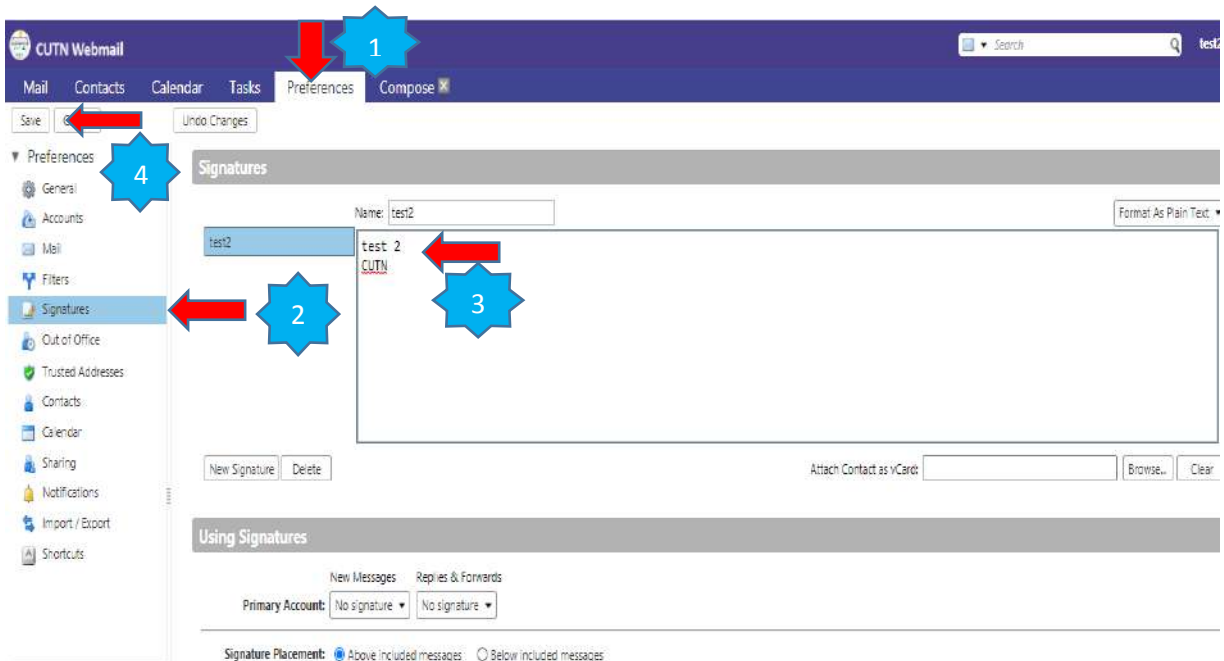 1
CUTN Webmail
Search
test2
Mail Contacts Calendar Tasks Preferences Compose
Save Undo Changes
4
Preferences
General
Accounts
Mail
Filters
Signatures
Out of Office
Trusted Addresses
Contacts
Calendar
Sharing
Notifications
Import / Export
Shortcuts
Signatures
Name: test2
Format As Plain Text
test2
test 2
CUTN
2
3
New Signature Delete
Attach Contact as vCard: Browse... Clear
Using Signatures
New Messages Replies & Forwards
Primary Account: No signature No signature
Signature Placement: Above included messages Below included messages